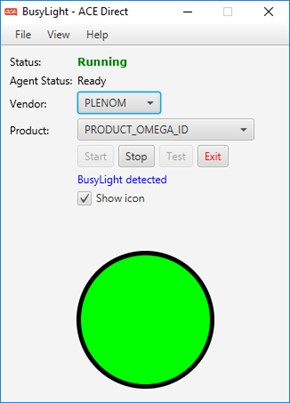 BusyLight - ACE Direct
File View Help
Status: Running
Agent Status: Ready
Vendor: PLENOM
Product: PRODUCT_OMEGA_ID
Start Stop Test Exit
BusyLight detected
Show icon